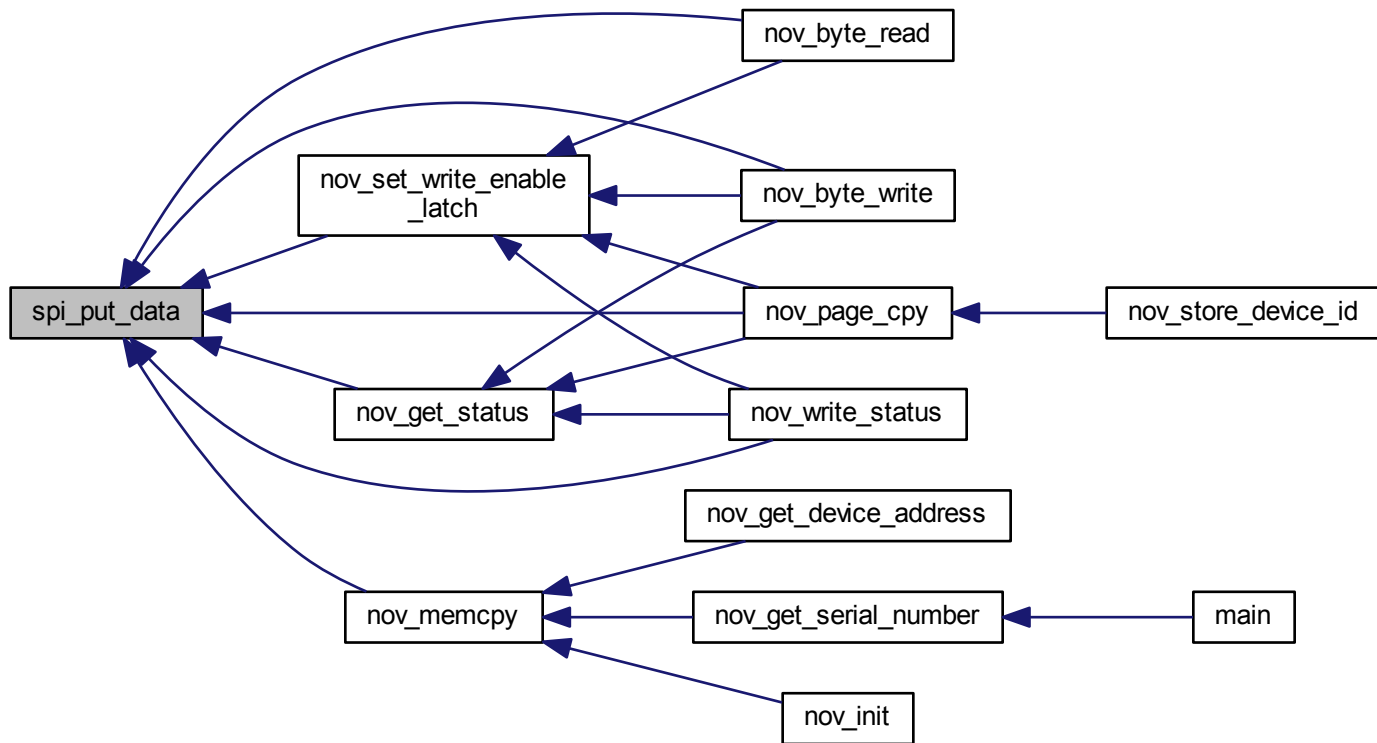 nov_byte_read
nov_set_write_enable
_latch
nov_byte_write
spi_put_data
nov_page_cpy
nov_store_device_id
nov_get_status
nov_write_status
nov_get_device_address
nov_memcpy
nov_get_serial_number
main
nov_init